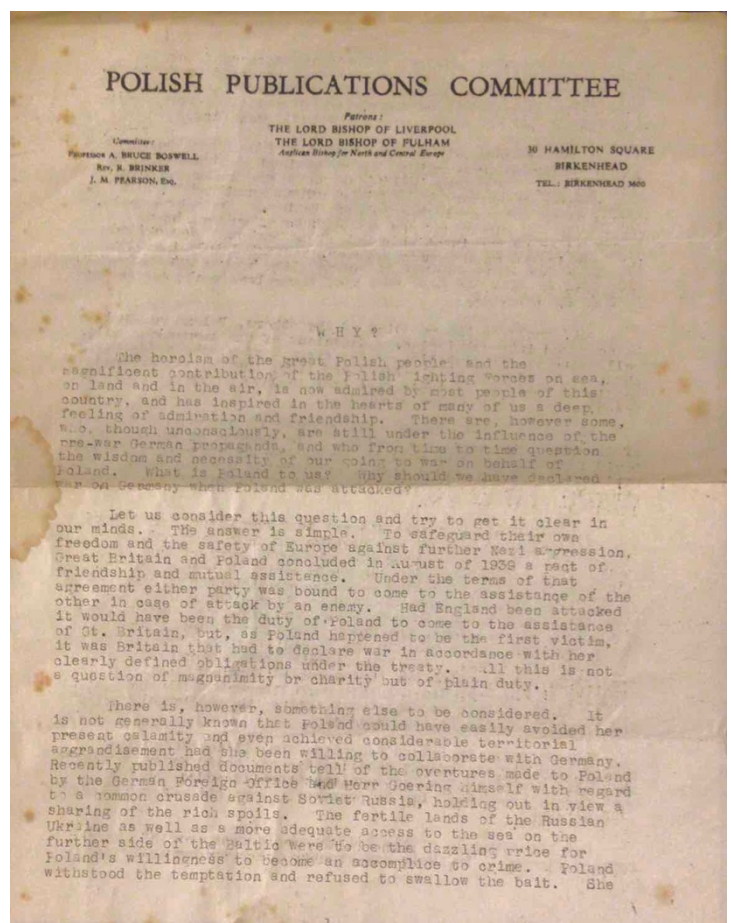 POLISH PUBLICATIONS COMMITTEE
Patrons:
THE LORD BISHOP OF LIVERPOOL
THE LORD BISHOP OF FULHAM
Anglican Bishop for North and Central Europe
Committee:
Professor A. BRUCE BOSWELL
Rev. R. BRINKER
J. M. PEARSON, Esq.
30 HAMILTON SQUARE
BIRKENHEAD
TEL.: BIRKENHEAD
W H Y ?
The heroism of the great Polish people, and the
magnificent contribution of the Polish fighting Forces on sea,
on land and in the air, is now admired by most people of this
country, and has inspired in the hearts of many of us a deep
feeling of admiration and friendship. There are, however some,
who, though unconsciously, are still under the influence of the
pre-war German propaganda, and who from time to time question
the wisdom and necessity of our going to war on behalf of
Poland. What is Poland to us? Why should we have declared
war on Germany when Poland was attacked?
Let us consider this question and try to get it clear in
our minds. The answer is simple. To safeguard their own
freedom and the safety of Europe against further Nazi aggression,
Great Britain and Poland concluded in August of 1939 a pact of
friendship and mutual assistance. Under the terms of that
agreement either party was bound to come to the assistance of the
other in case of attack by an enemy. Had England been attacked
it would have been the duty of Poland to come to the assistance
of Gt. Britain, but, as Poland happened to be the first victim,
it was Britain that had to declare war in accordance with her
clearly defined obligations under the treaty. All this is not
a question of magnanimity or charity but of plain duty.
There is, however, something else to be considered. It
is not generally known that Poland could have easily avoided her
present calamity and even achieved considerable territorial
aggrandisement had she been willing to collaborate with Germany.
Recently published documents tell of the overtures made to Poland
by the German Foreign Office and Herr Goering himself with regard
to a common crusade against Soviet Russia, holding out in view a
sharing of the rich spoils. The fertile lands of the Russian
Ukraine as well as a more adequate access to the sea on the
further side of the Baltic were to be the dazzling price for
Poland's willingness to become an accomplice to crime. Poland
withstood the temptation and refused to swallow the bait. She